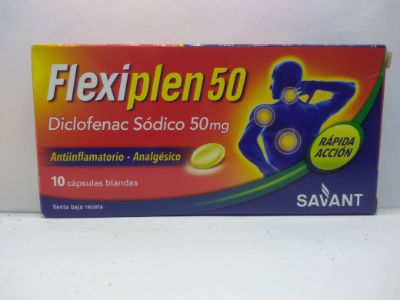 Flexiplen 50
Diclofenac Sódico 50mg
Antiinflamatorio - Analgésico
RÁPIDA
ACCIÓN
10 cápsulas blandas
Venta bajo receta
SAVANT